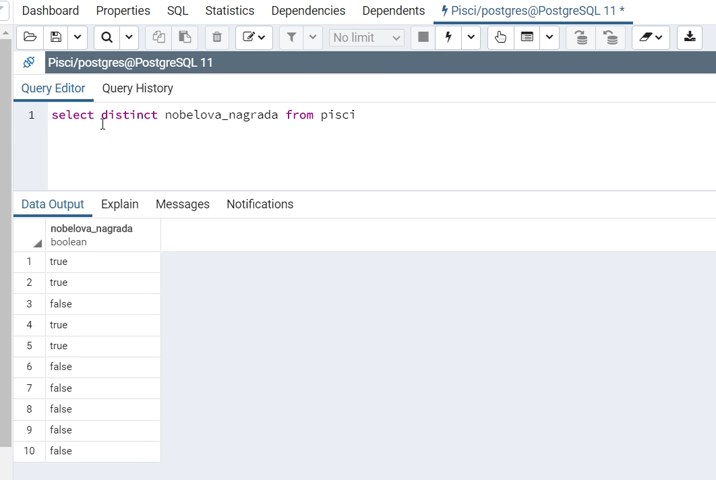 Dashboard Properties SQL Statistics Dependencies Dependents Pisci/postgres@PostgreSQL 11 *
No limit
Pisci/postgres@PostgreSQL 11
Query Editor Query History
1 select distinct nobelova_nagrada from pisci
Data Output Explain Messages Notifications
nobelova_nagrada
boolean
1 true
2 true
3 false
4 true
5 true
6 false
7 false
8 false
9 false
10 false